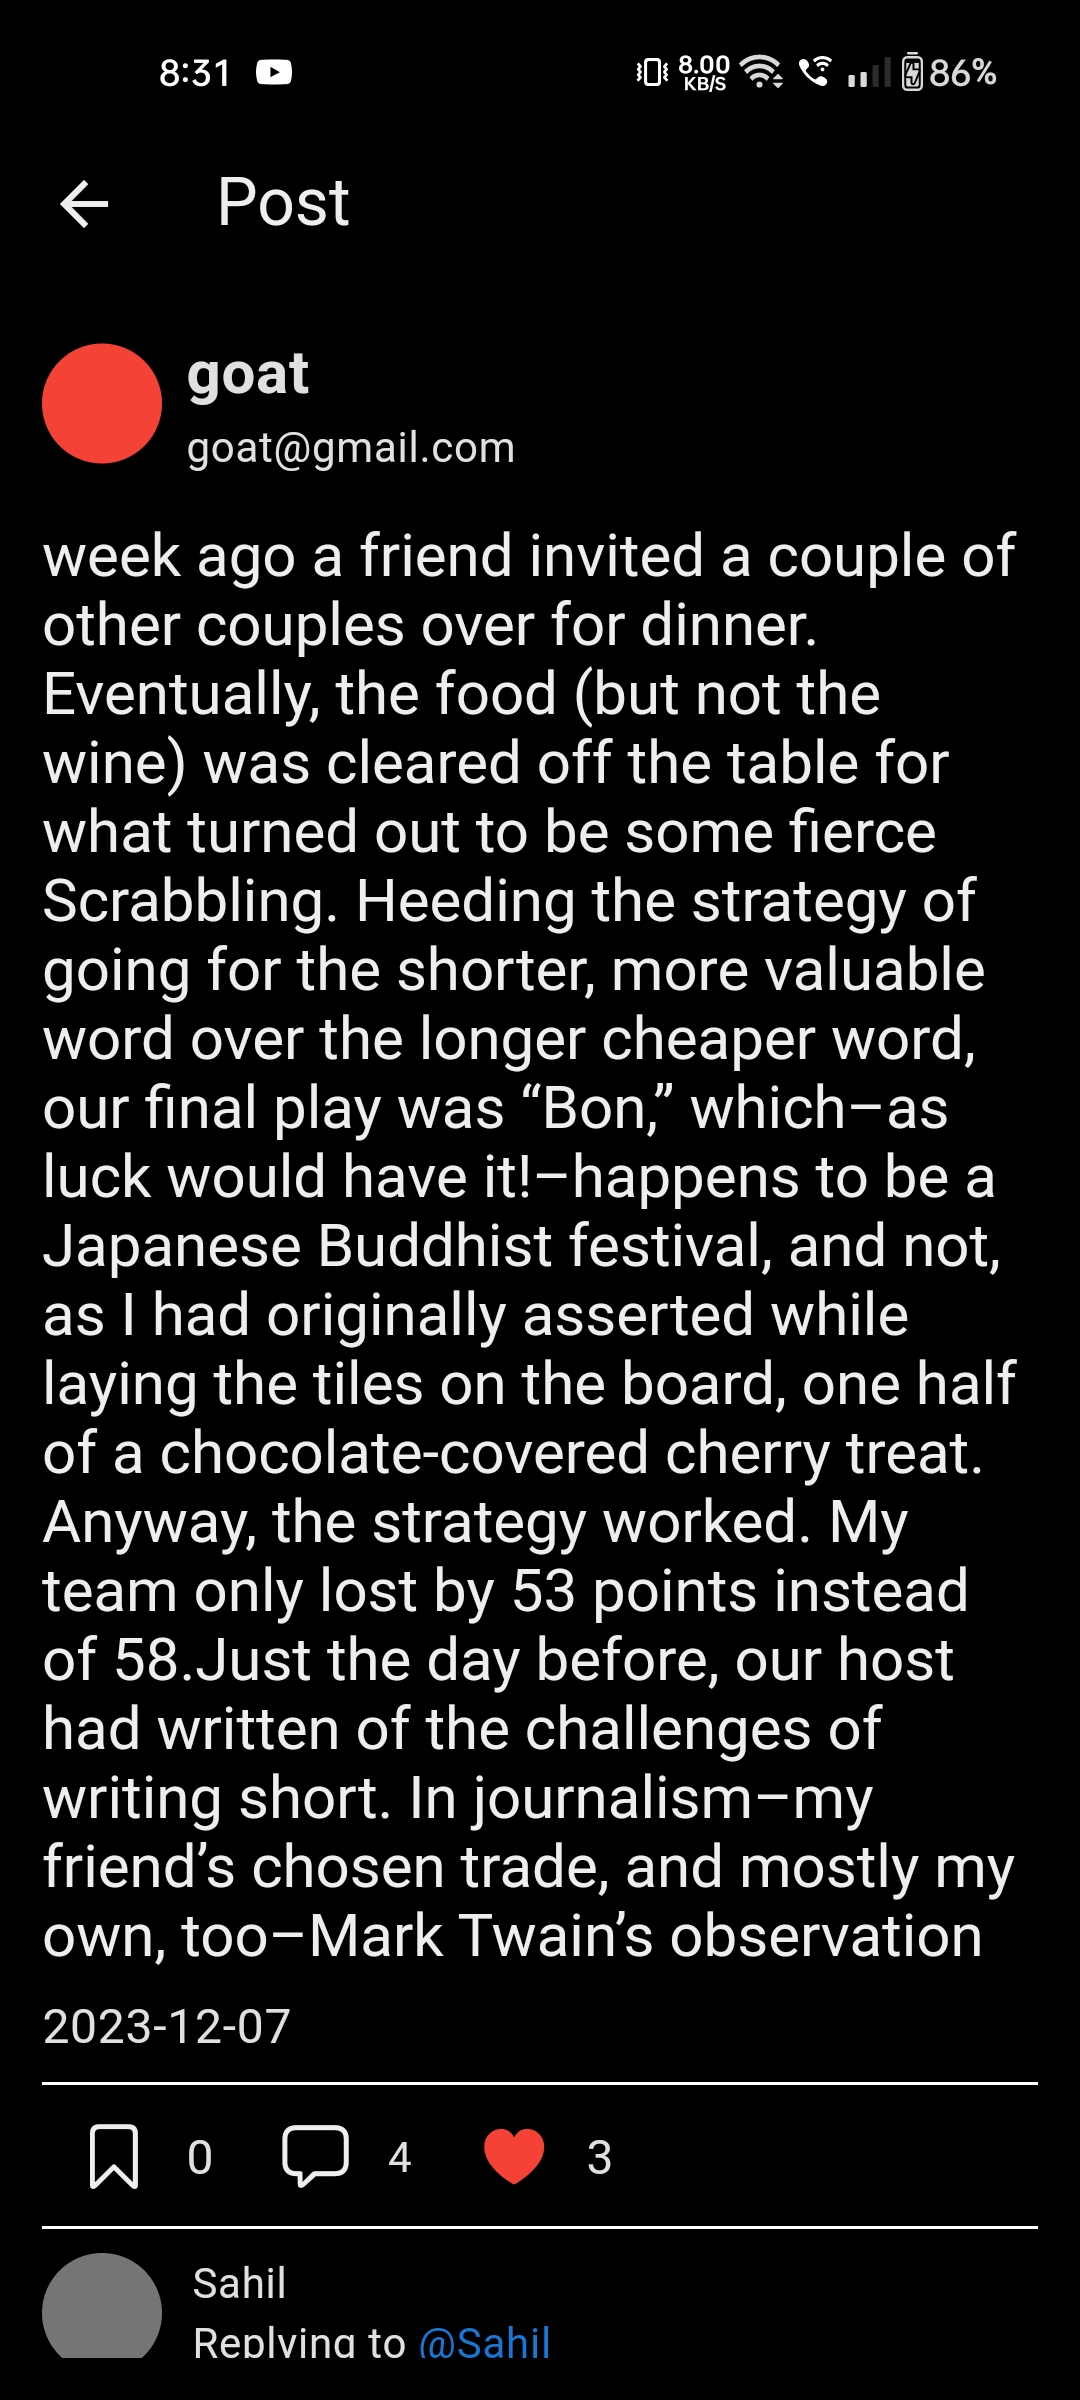 8:31 8.00 KB/S 86%
Post
goat
goat@gmail.com
week ago a friend invited a couple of
other couples over for dinner.
Eventually, the food (but not the
wine) was cleared off the table for
what turned out to be some fierce
Scrabbling. Heeding the strategy of
going for the shorter, more valuable
word over the longer cheaper word,
our final play was “Bon,” which–as
luck would have it!–happens to be a
Japanese Buddhist festival, and not,
as I had originally asserted while
laying the tiles on the board, one half
of a chocolate-covered cherry treat.
Anyway, the strategy worked. My
team only lost by 53 points instead
of 58.Just the day before, our host
had written of the challenges of
writing short. In journalism–my
friend’s chosen trade, and mostly my
own, too–Mark Twain’s observation
2023-12-07
0 4 3
Sahil
Replying to @Sahil